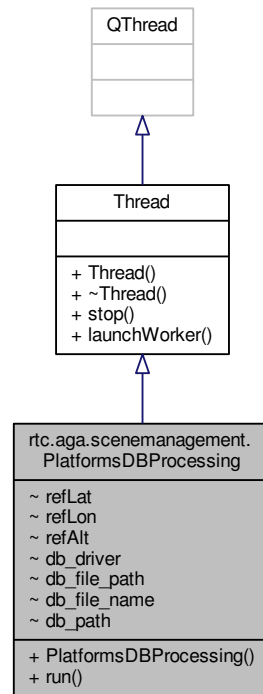 QThread
Thread
+ Thread()
+ ~Thread()
+ stop()
+ launchWorker()
rtc.aga.scenemanagement.
PlatformsDBProcessing
~ refLat
~ refLon
~ refAlt
~ db_driver
~ db_file_path
~ db_file_name
~ db_path
+ PlatformsDBProcessing()
+ run()